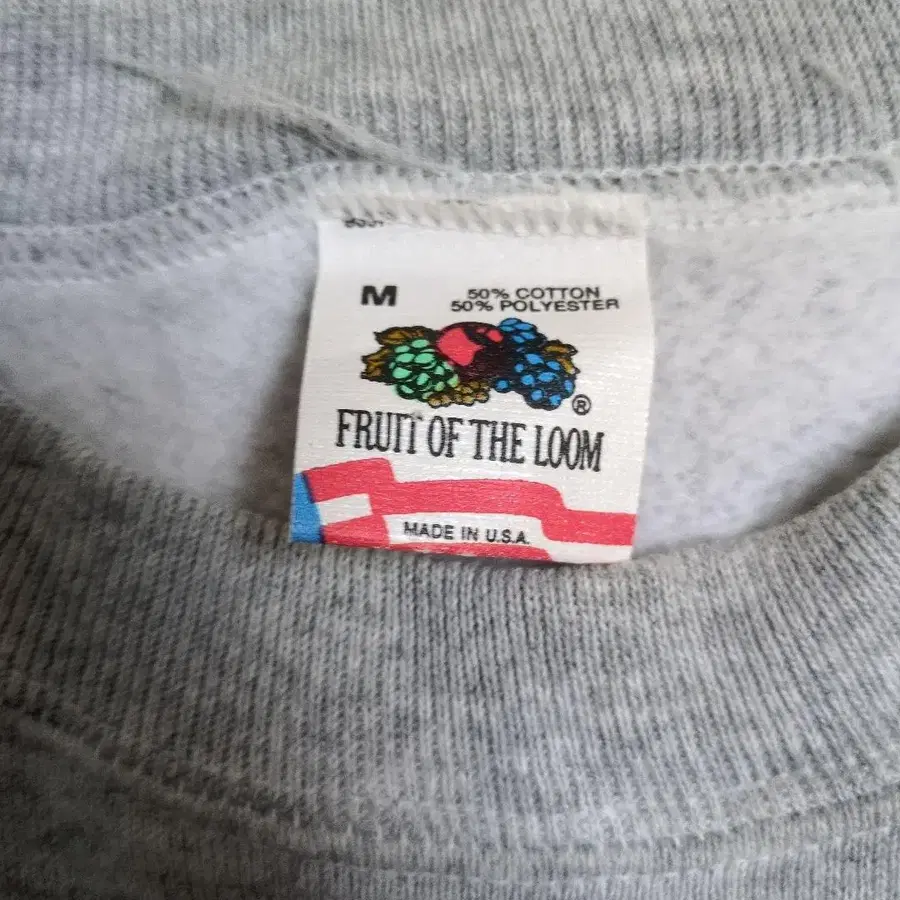 M
50% COTTON
50% POLYESTER
®
FRUIT OF THE LOOM
MADE IN U.S.A.